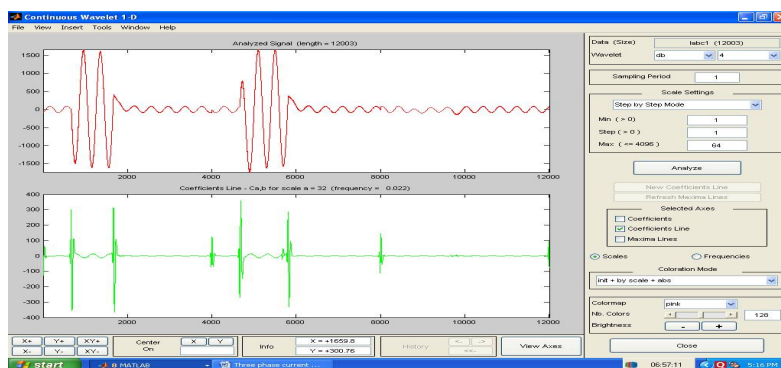 Continuous Wavelet 1-D
File View Insert Tools Window Help
Analyzed Signal (length = 12003)
1500
1000
500
0
-500
-1000
-1500
2000 4000 6000 8000 10000 12000
Coefficients Line - Ca,b for scale a = 32 (frequency = 0.022)
400
300
200
100
0
-100
-200
-300
-400
2000 4000 6000 8000 10000 12000
Data (Size) labc1 (12003)
Wavelet db 4
Sampling Period 1
Scale Settings
Step by Step Mode
Min ( > 0) 1
Step ( > 0 ) 1
Max ( <= 4096 ) 64
Analyze
New Coefficients Line
Refresh Maxima Lines
Selected Axes
Coefficients
Coefficients Line
Maxima Lines
Scales Frequencies
Coloration Mode
init + by scale + abs
Colormap pink
Nb. Colors 128
Brightness - +
Close
X+ Y+ XY+
X- Y- XY-
Center On X Y
Info X = +1659.8
Y = +300.76
History <- ->
<<-
View Axes
start 8 MATLAB Three phase current ... 06:57:11 5:16 PM